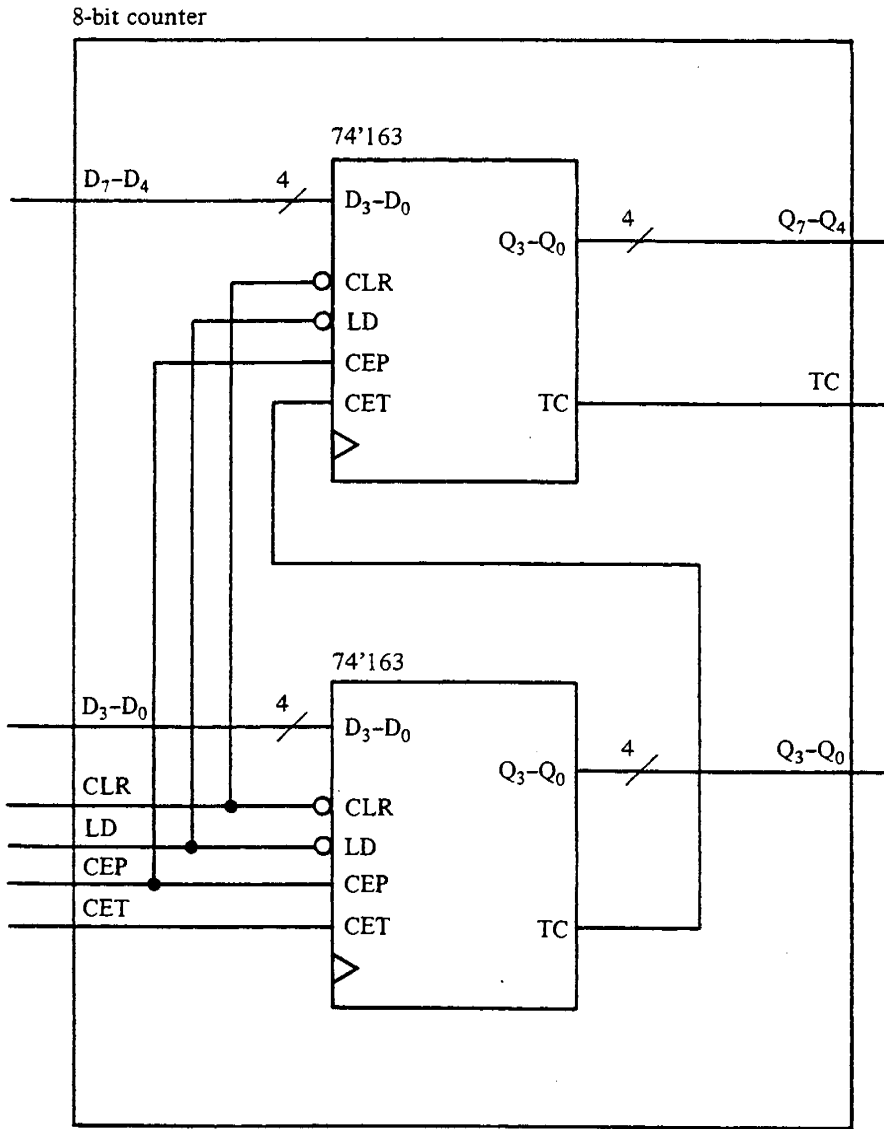 8-bit counter
74'163
D₇–D₄ 4 D₃–D₀
Q₃–Q₀ 4 Q₇–Q₄
CLR
LD
CEP
CET TC TC
74'163
D₃–D₀ 4 D₃–D₀
Q₃–Q₀ 4 Q₃–Q₀
CLR CLR
LD LD
CEP CEP
CET CET TC